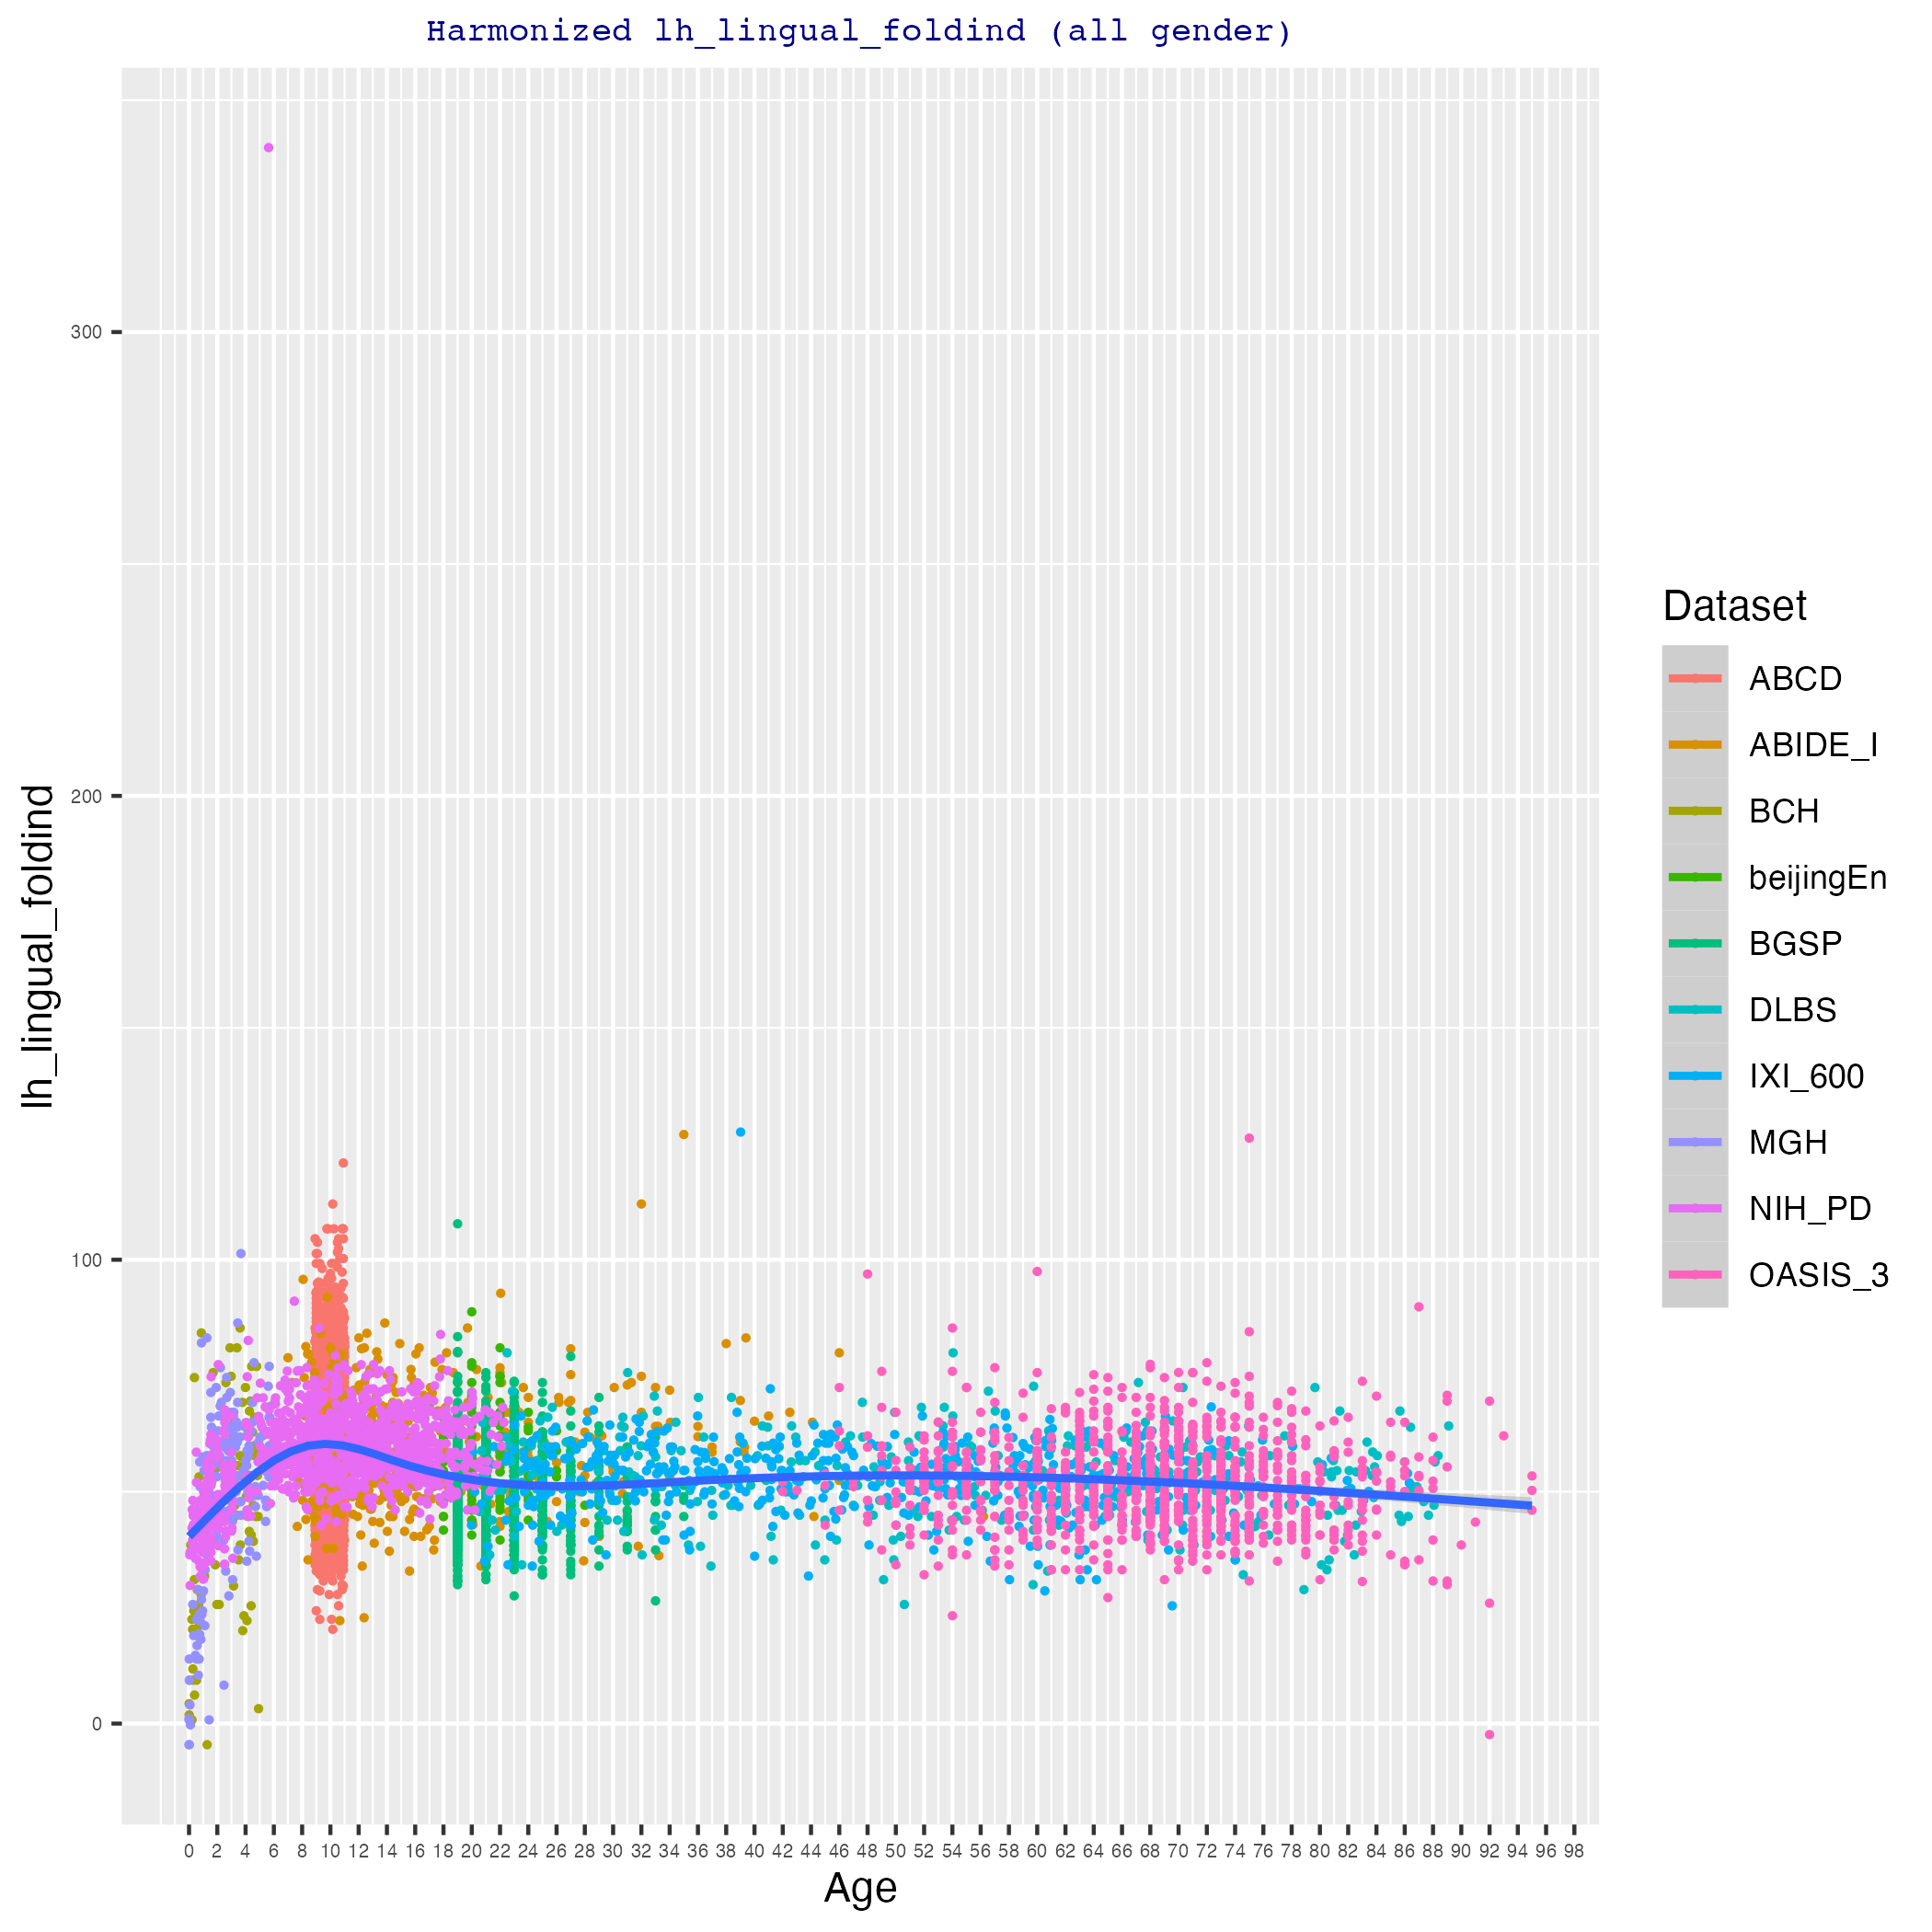 Harmonized lh_lingual_foldind (all gender)
lh_lingual_foldind
300
200
100
0
0 2 4 6 8 10 12 14 16 18 20 22 24 26 28 30 32 34 36 38 40 42 44 46 48 50 52 54 56 58 60 62 64 66 68 70 72 74 76 78 80 82 84 86 88 90 92 94 96 98
Age
Dataset
ABCD
ABIDE_I
BCH
beijingEn
BGSP
DLBS
IXI_600
MGH
NIH_PD
OASIS_3